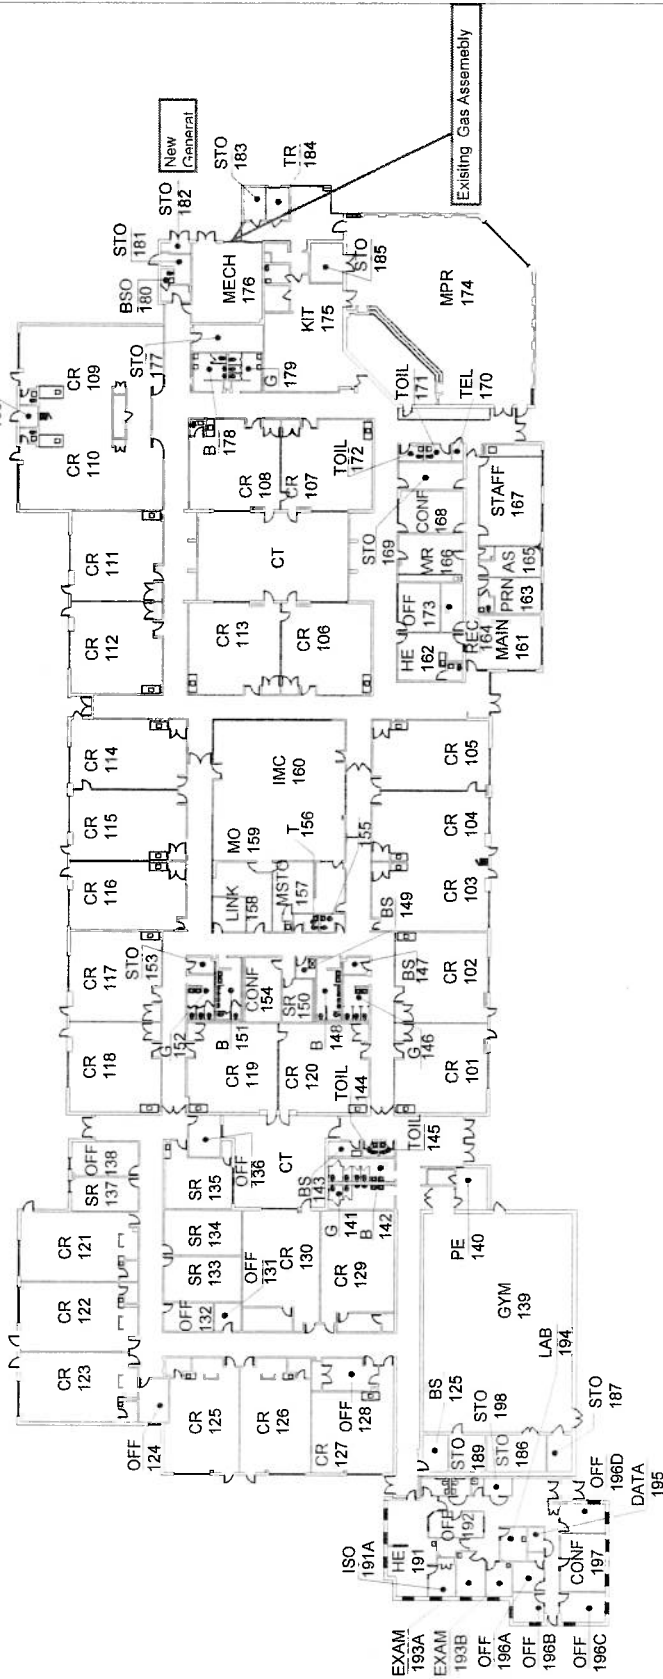 New
Generat
Exisitng Gas Assemebly
STO
183
TR
184
STO
182
STO
181
BSO
180
MECH
176
STO
185
KIT
175
MPR
174
STO
177
G
179
B
178
TOIL
171
TEL
170
CR
109
CR
110
CR
108
CR
107
TOIL
172
STO
169
CONF
168
STAFF
167
CR
111
CT
WR
166
AS
165
PRN
163
CR
112
CR
113
CR
106
OFF
173
HE
162
REC
164
MAIN
161
CR
114
IMC
160
CR
105
CR
115
MO
159
T
156
155
CR
104
CR
116
LINK
158
MSTO
157
BS
149
CR
103
CR
117
STO
153
CONF
154
SR
150
BS
147
CR
102
CR
118
G
152
B
151
B
148
G
146
CR
119
CR
120
CR
101
TOIL
144
TOIL
145
OFF
138
SR
137
SR
135
OFF
136
CT
BS
143
G
141
B
142
PE
140
CR
121
SR
134
CR
122
SR
133
OFF
131
CR
130
CR
129
OFF
132
GYM
139
CR
123
OFF
124
CR
125
CR
126
CR
127
OFF
128
BS
125
STO
198
LAB
194
STO
187
STO
189
STO
186
ISO
191A
HE
191
OFF
192
OFF
196D
DATA
195
CONF
197
EXAM
193A
EXAM
193B
OFF
196A
OFF
196B
OFF
196C